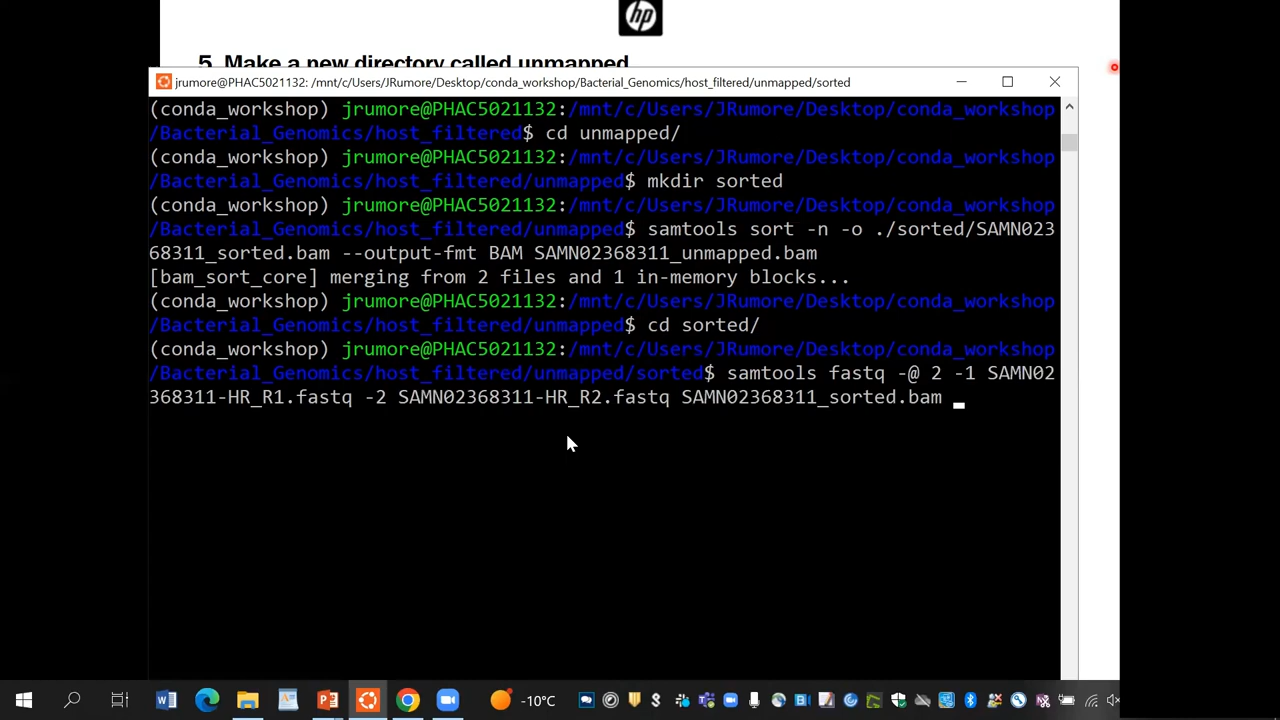 hp
5. Make a new directory called unmapped
jrumore@PHAC5021132: /mnt/c/Users/JRumore/Desktop/conda_workshop/Bacterial_Genomics/host_filtered/unmapped/sorted
(conda_workshop) jrumore@PHAC5021132:/mnt/c/Users/JRumore/Desktop/conda_workshop
/Bacterial_Genomics/host_filtered$ cd unmapped/
(conda_workshop) jrumore@PHAC5021132:/mnt/c/Users/JRumore/Desktop/conda_workshop
/Bacterial_Genomics/host_filtered/unmapped$ mkdir sorted
(conda_workshop) jrumore@PHAC5021132:/mnt/c/Users/JRumore/Desktop/conda_workshop
/Bacterial_Genomics/host_filtered/unmapped$ samtools sort -n -o ./sorted/SAMN023
68311_sorted.bam --output-fmt BAM SAMN02368311_unmapped.bam
[bam_sort_core] merging from 2 files and 1 in-memory blocks...
(conda_workshop) jrumore@PHAC5021132:/mnt/c/Users/JRumore/Desktop/conda_workshop
/Bacterial_Genomics/host_filtered/unmapped$ cd sorted/
(conda_workshop) jrumore@PHAC5021132:/mnt/c/Users/JRumore/Desktop/conda_workshop
/Bacterial_Genomics/host_filtered/unmapped/sorted$ samtools fastq -@ 2 -1 SAMN02
368311-HR_R1.fastq -2 SAMN02368311-HR_R2.fastq SAMN02368311_sorted.bam
-10°C